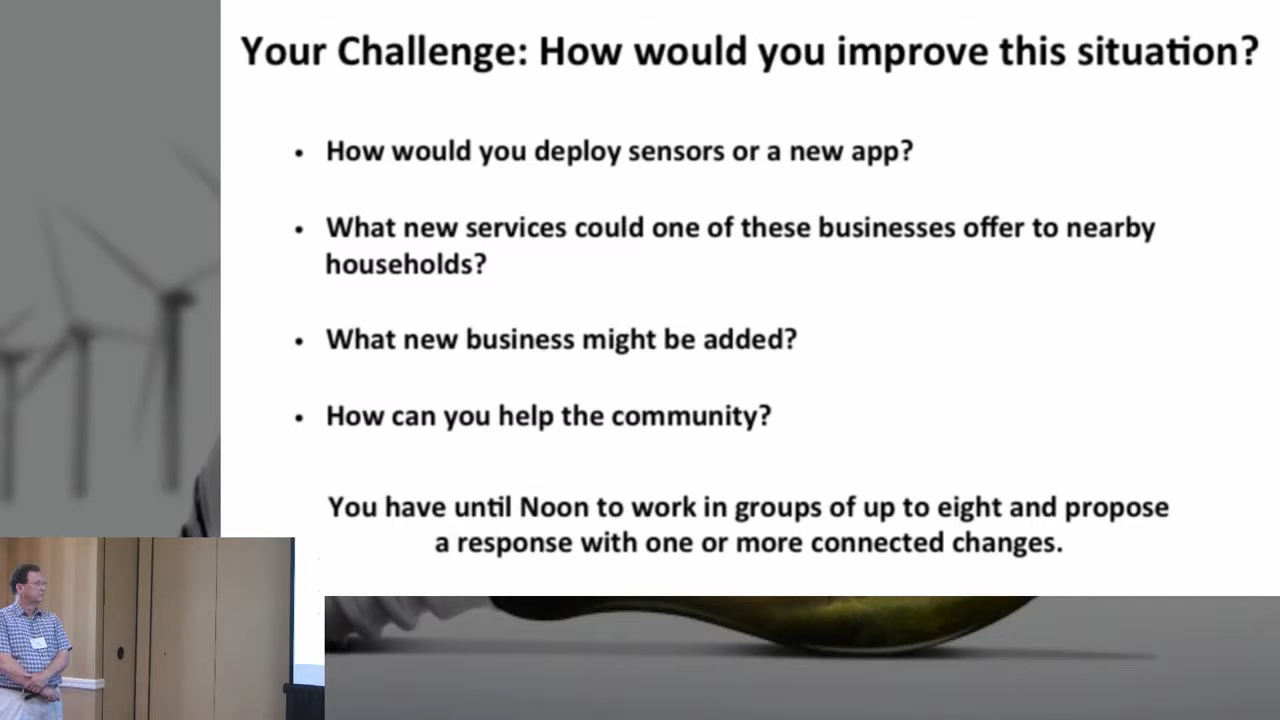 Your Challenge: How would you improve this situation?
• How would you deploy sensors or a new app?
• What new services could one of these businesses offer to nearby
households?
• What new business might be added?
• How can you help the community?
You have until Noon to work in groups of up to eight and propose
a response with one or more connected changes.